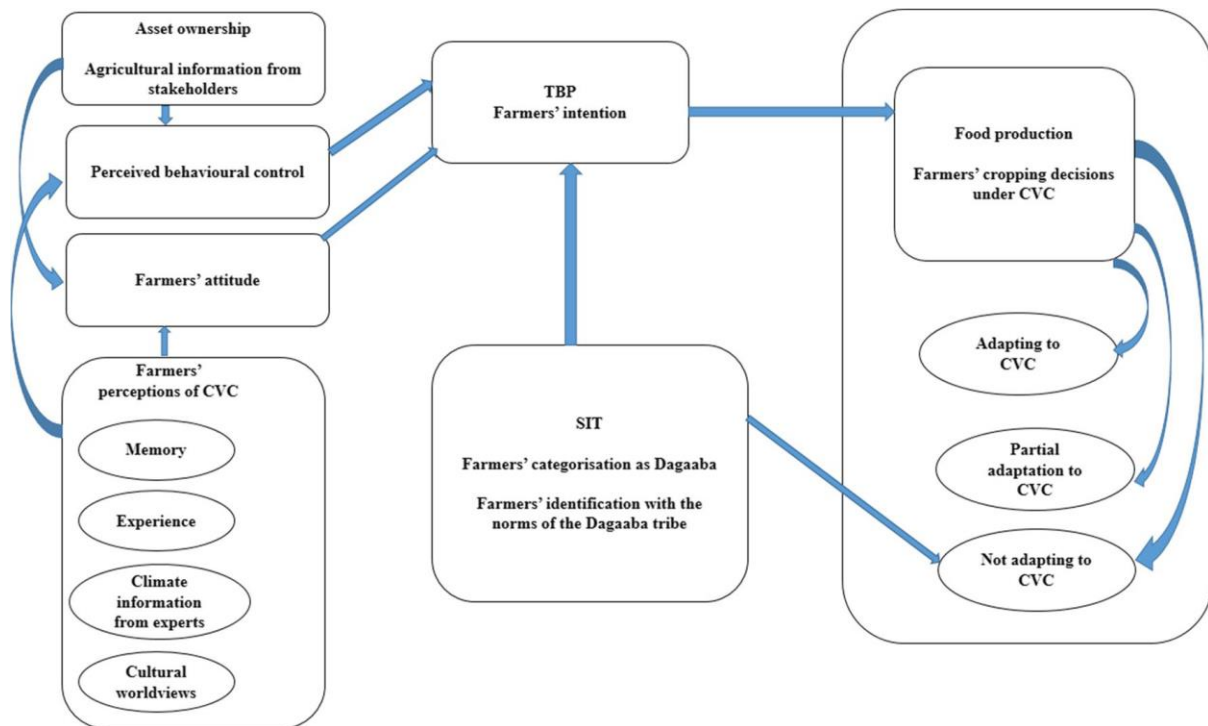 Asset ownership
Agricultural information from
stakeholders
Perceived behavioural control
Farmers’ attitude
Farmers’
perceptions of CVC
Memory
Experience
Climate
information
from experts
Cultural
worldviews
TBP
Farmers’ intention
SIT
Farmers’ categorisation as Dagaaba
Farmers’ identification with the
norms of the Dagaaba tribe
Food production
Farmers’ cropping decisions
under CVC
Adapting to
CVC
Partial
adaptation to
CVC
Not adapting to
CVC